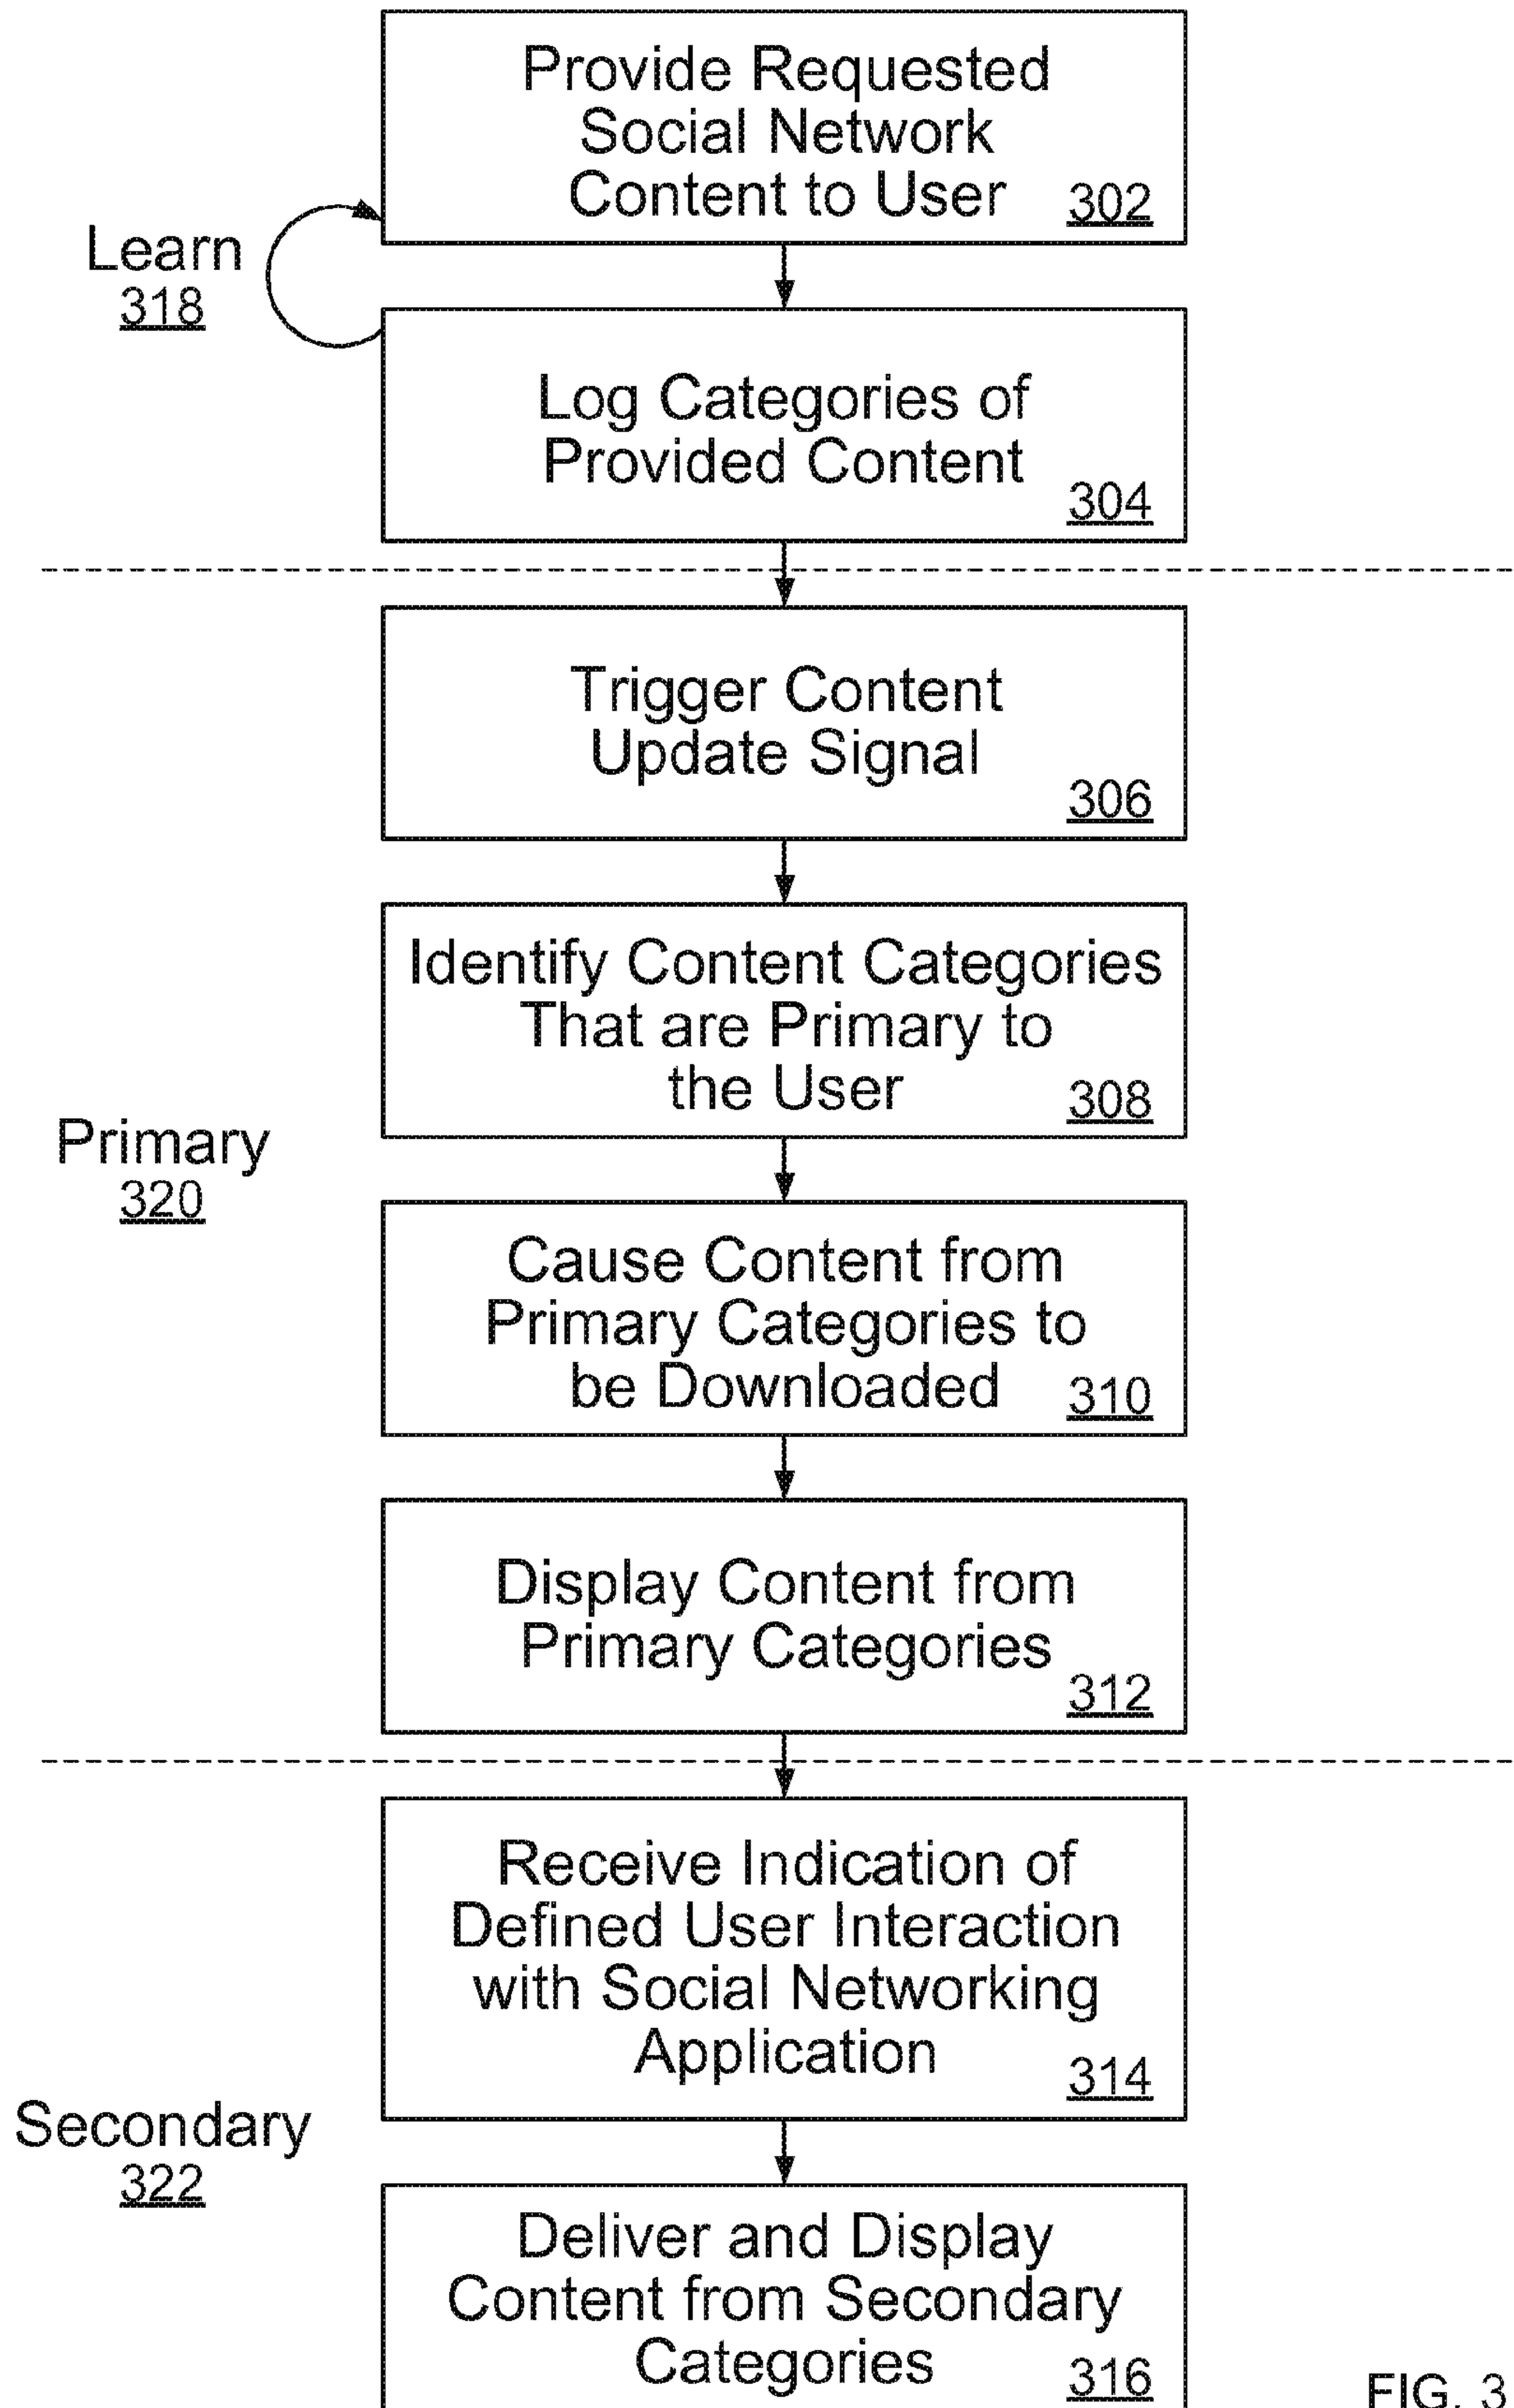 Provide Requested
Social Network
Content to User 302
Learn
318
Log Categories of
Provided Content
304
Trigger Content
Update Signal
306
Identify Content Categories
That are Primary to
the User 308
Primary
320
Cause Content from
Primary Categories to
be Downloaded 310
Display Content from
Primary Categories
312
Receive Indication of
Defined User Interaction
with Social Networking
Application 314
Secondary
322
Deliver and Display
Content from Secondary
Categories 316
FIG. 3